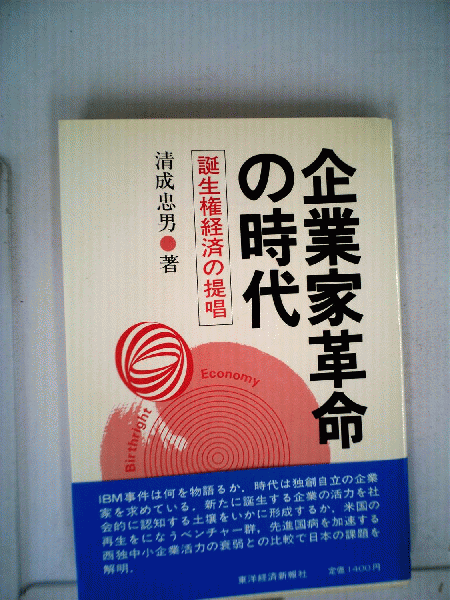 企業家革命
の時代
誕生権経済の提唱
清成忠男●著
Birthright Economy
IBM事件は何を物語るか。時代は独創自立の企業
家を求めている。新たに誕生する企業の活力を社
会的に認知する土壌をいかに形成するか。米国の
再生をになうベンチャー群，先進国病を加速する
西独中小企業活力の衰弱との比較で日本の課題を
解明．
東洋経済新報社 定価1400円